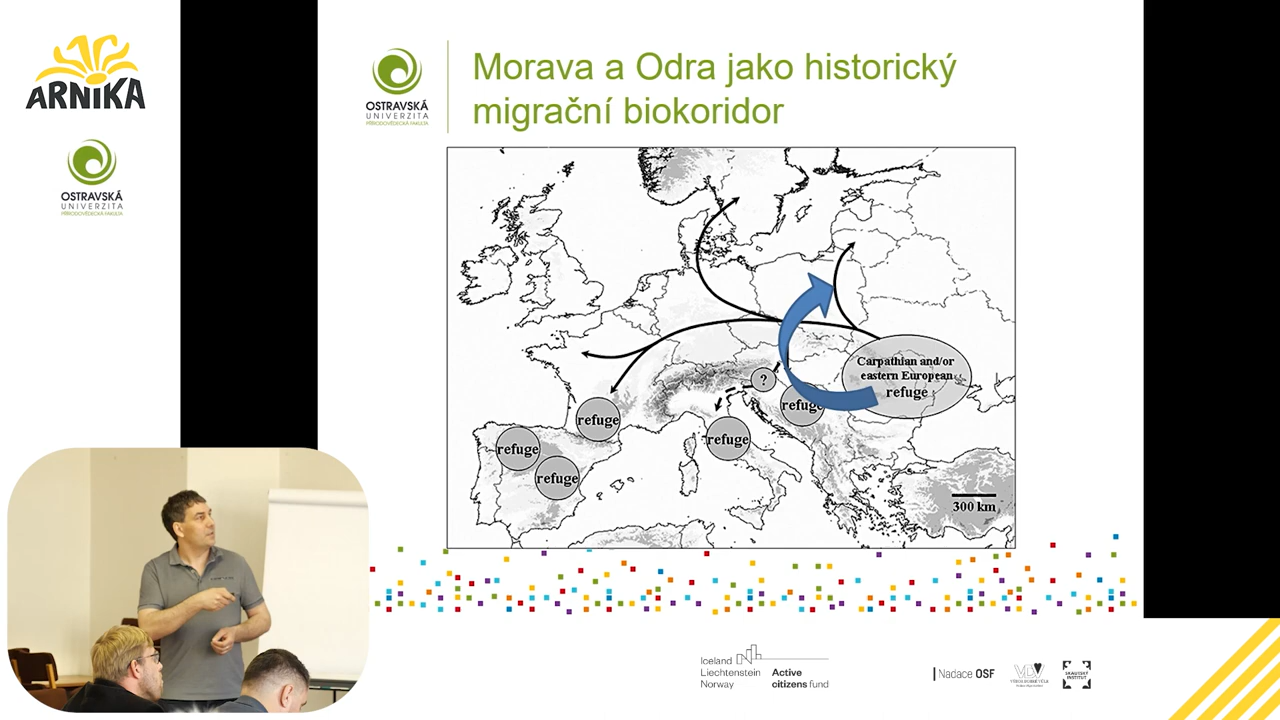 ARNIKA
OSTRAVSKÁ
UNIVERZITA
PŘÍRODOVĚDECKÁ FAKULTA
OSTRAVSKÁ
UNIVERZITA
PŘÍRODOVĚDECKÁ FAKULTA
Morava a Odra jako historický
migrační biokoridor
Carpathian and/or
eastern European
refuge
?
refuge
refuge
refuge
refuge
refuge
300 km
Iceland
Liechtenstein
Norway
Active
citizens fund
Nadace OSF
SKAUTSKÝ
INSTITUT